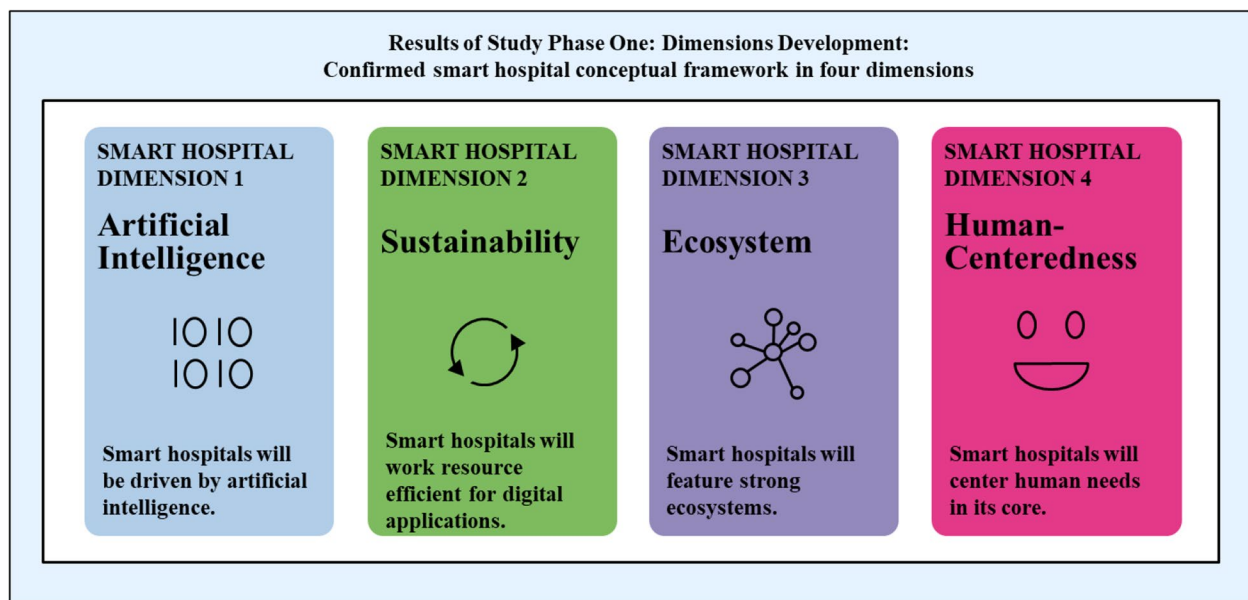 Results of Study Phase One: Dimensions Development:
Confirmed smart hospital conceptual framework in four dimensions
SMART HOSPITAL
DIMENSION 1
Artificial
Intelligence
1010
1010
Smart hospitals will
be driven by artificial
intelligence.
SMART HOSPITAL
DIMENSION 2
Sustainability
Smart hospitals will
work resource
efficient for digital
applications.
SMART HOSPITAL
DIMENSION 3
Ecosystem
Smart hospitals will
feature strong
ecosystems.
SMART HOSPITAL
DIMENSION 4
Human-
Centeredness
Smart hospitals will
center human needs
in its core.